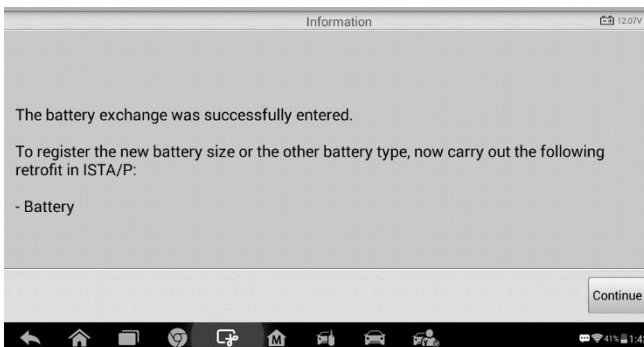 Information
12.07V
The battery exchange was successfully entered.
To register the new battery size or the other battery type, now carry out the following
retrofit in ISTA/P:
- Battery
Continue
M
41%